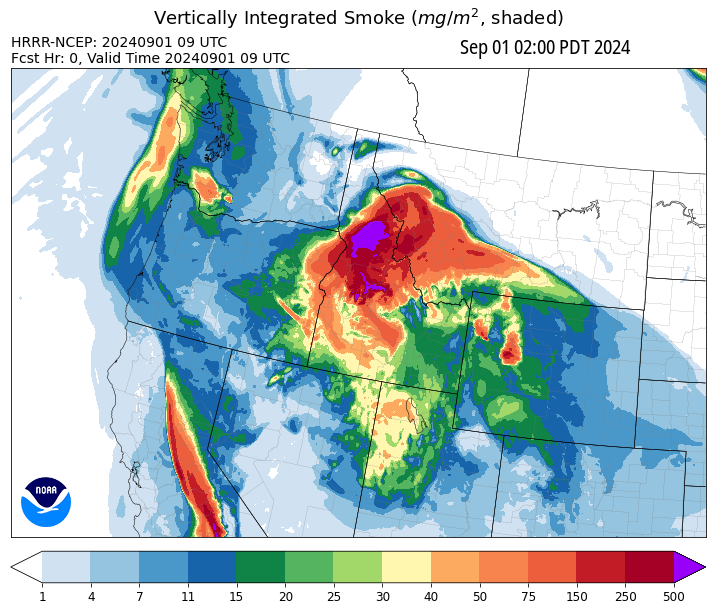 Vertically Integrated Smoke (mg/m², shaded)
HRRR-NCEP: 20240901 09 UTC
Fcst Hr: 0, Valid Time 20240901 09 UTC
Sep 01 02:00 PDT 2024
NOAA
1 4 7 11 15 20 25 30 40 50 75 150 250 500